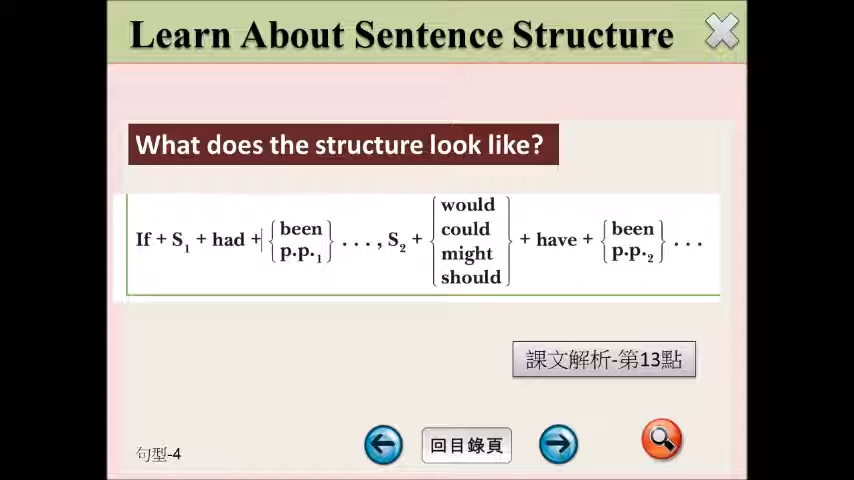 Learn About Sentence Structure
What does the structure look like?
If + S1 + had + { been / p.p.1 } . . . , S2 + { would / could / might / should } + have + { been / p.p.2 } . . .
課文解析-第13點
句型-4
回目錄頁